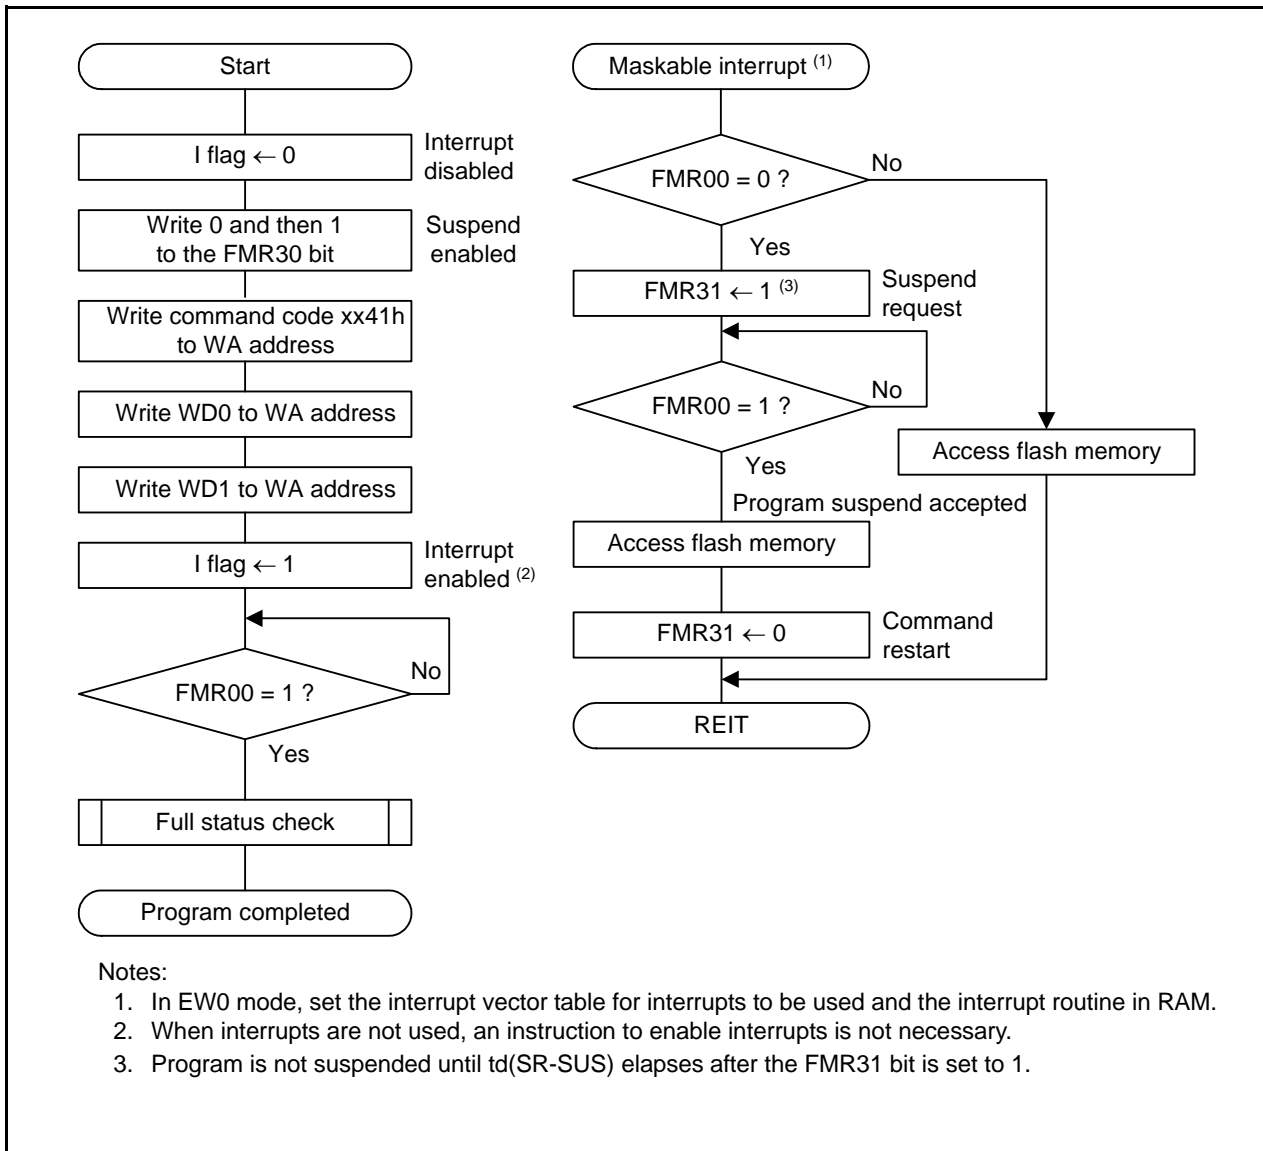 Start
I flag ← 0
Interrupt
disabled
Write 0 and then 1
to the FMR30 bit
Suspend
enabled
Write command code xx41h
to WA address
Write WD0 to WA address
Write WD1 to WA address
I flag ← 1
Interrupt
enabled (2)
FMR00 = 1 ?
No
Yes
Full status check
Program completed
Maskable interrupt (1)
FMR00 = 0 ?
No
Yes
FMR31 ← 1 (3)
Suspend
request
FMR00 = 1 ?
No
Yes
Program suspend accepted
Access flash memory
Access flash memory
FMR31 ← 0
Command
restart
REIT
Notes:
1. In EW0 mode, set the interrupt vector table for interrupts to be used and the interrupt routine in RAM.
2. When interrupts are not used, an instruction to enable interrupts is not necessary.
3. Program is not suspended until td(SR-SUS) elapses after the FMR31 bit is set to 1.